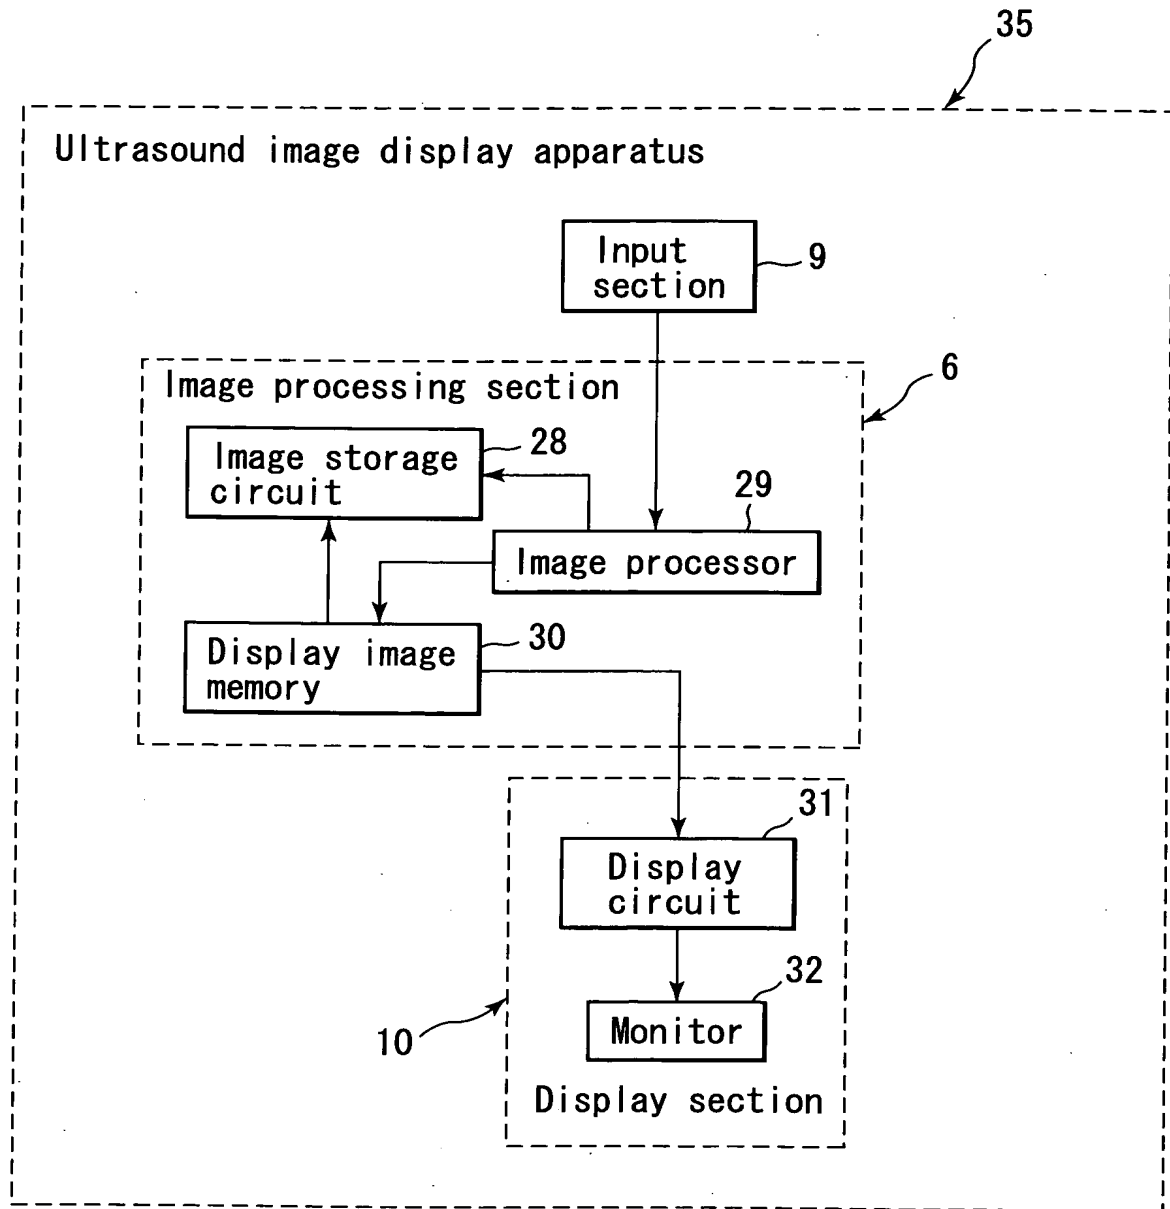 35
Ultrasound image display apparatus
Input
section
9
6
Image processing section
Image storage
circuit
28
29
Image processor
Display image
memory
30
31
Display
circuit
32
Monitor
10
Display section